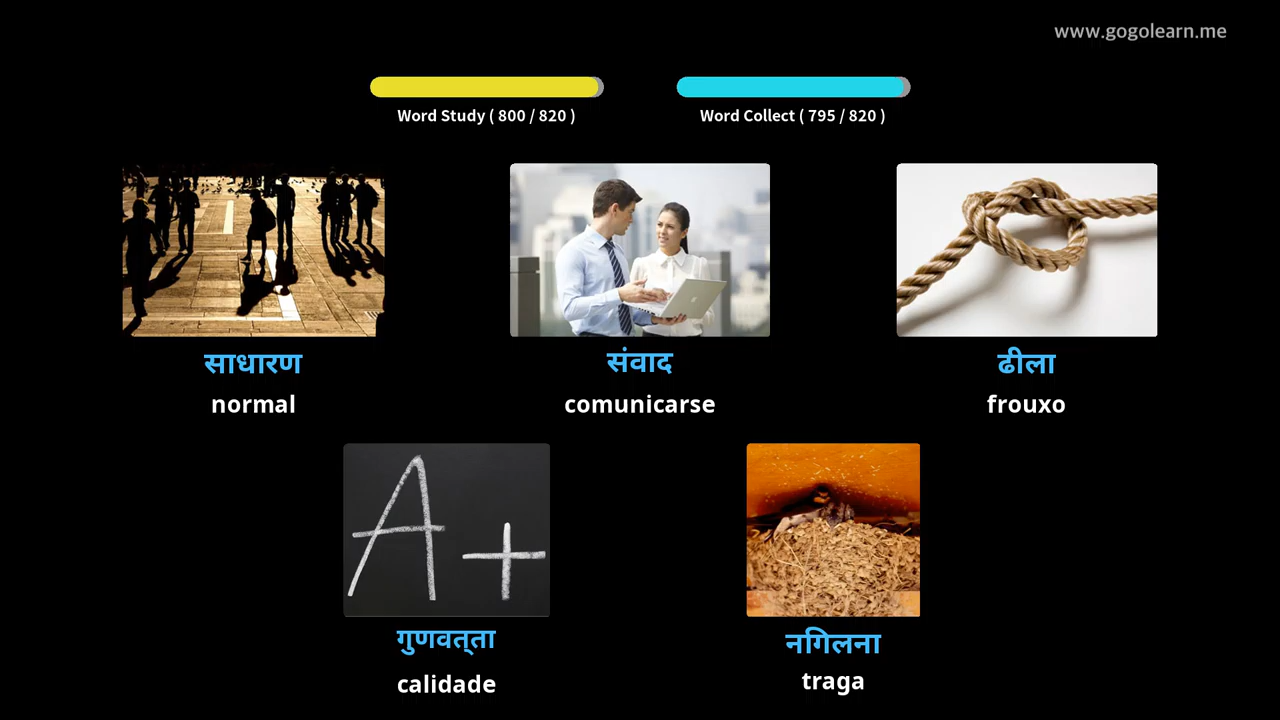 www.gogolearn.me
Word Study ( 800 / 820 )
Word Collect ( 795 / 820 )
साधारण
संवाद
ढीला
normal
comunicarse
frouxo
A+
गुणवत्ता
नगिलना
calidade
traga